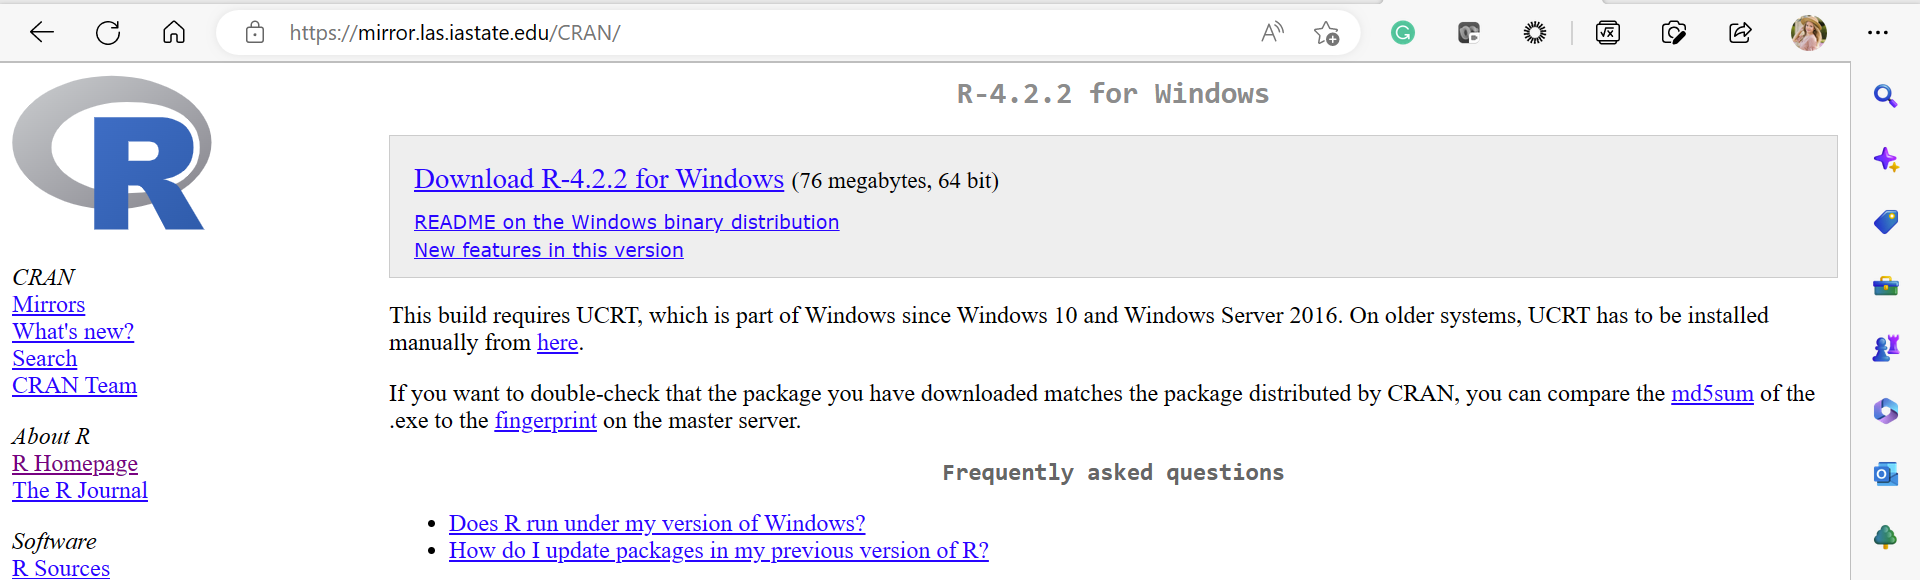 https://mirror.las.iastate.edu/CRAN/
R
CRAN
Mirrors
What's new?
Search
CRAN Team
About R
R Homepage
The R Journal
Software
R Sources
R-4.2.2 for Windows
Download R-4.2.2 for Windows (76 megabytes, 64 bit)
README on the Windows binary distribution
New features in this version
This build requires UCRT, which is part of Windows since Windows 10 and Windows Server 2016. On older systems, UCRT has to be installed
manually from here.
If you want to double-check that the package you have downloaded matches the package distributed by CRAN, you can compare the md5sum of the
.exe to the fingerprint on the master server.
Frequently asked questions
• Does R run under my version of Windows?
• How do I update packages in my previous version of R?